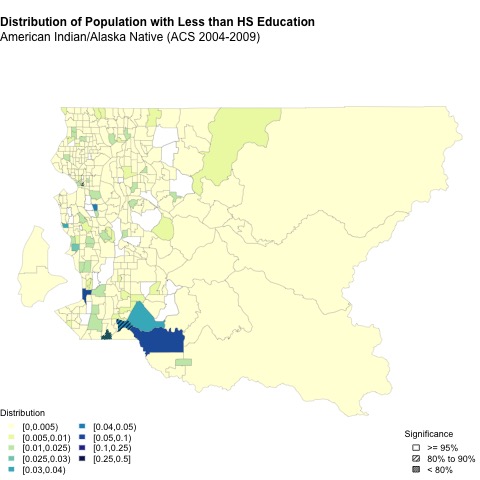 Distribution of Population with Less than HS Education
American Indian/Alaska Native (ACS 2004-2009)
Distribution
[0,0.005)
[0.005,0.01)
[0.01,0.025)
[0.025,0.03)
[0.03,0.04)
[0.04,0.05)
[0.05,0.1)
[0.1,0.25)
[0.25,0.5]
Significance
>= 95%
80% to 90%
< 80%